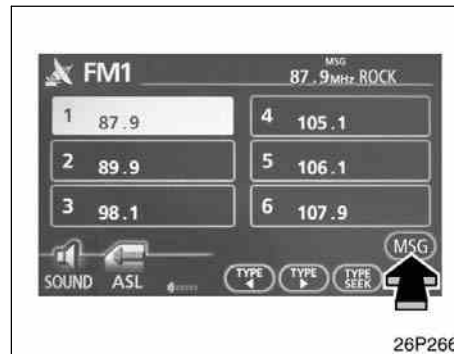 FM1
MSG
87.9MHz ROCK
1 87.9
4 105.1
2 89.9
5 106.1
3 98.1
6 107.9
MSG
SOUND ASL TYPE TYPE TYPE SEEK
26P266